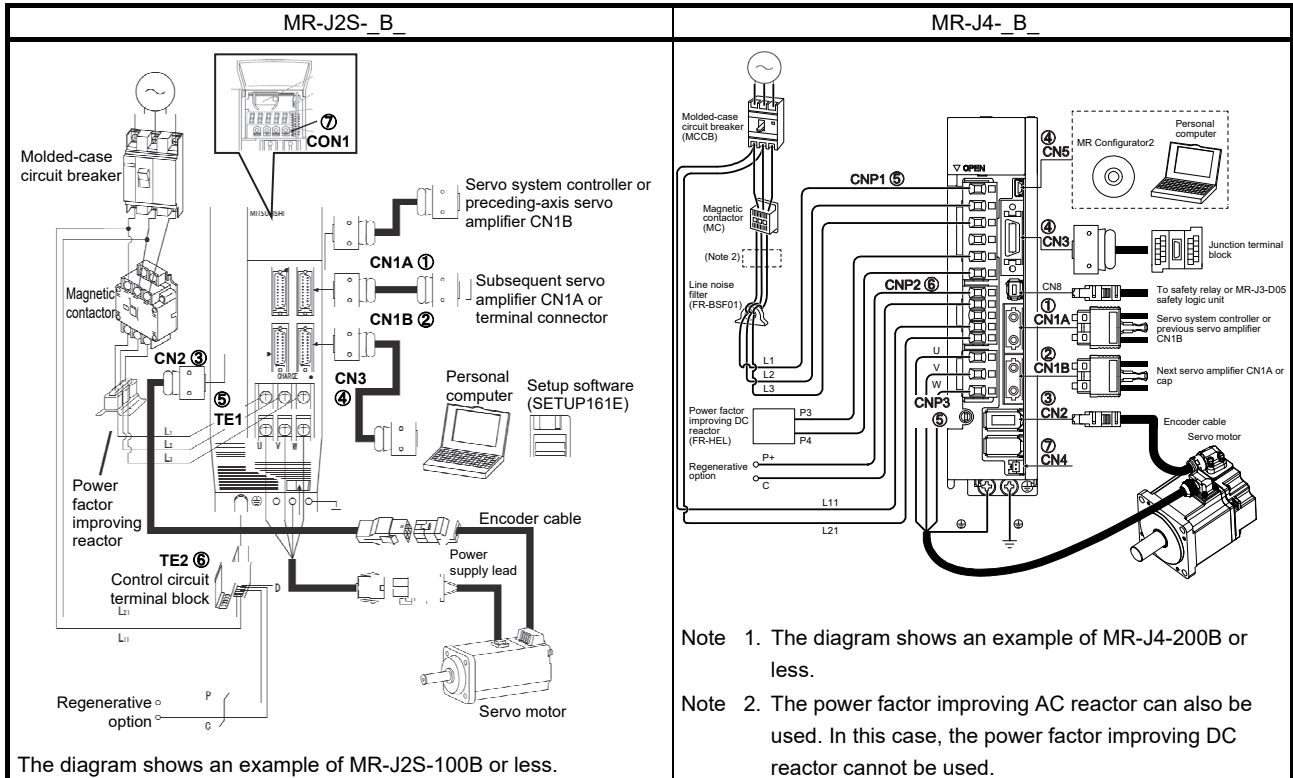 MR-J2S-_B_
⑦
CON1
Molded-case
circuit breaker
MITSUBISHI
Servo system controller or
preceding-axis servo
amplifier CN1B
CN1A ①
Subsequent servo
amplifier CN1A or
terminal connector
Magnetic
contactor
CN1B ②
CN2 ③
CHARGE
CN3
④
Personal
computer
Setup software
(SETUP161E)
⑤
TE1
L1
L2
L3
U V W
Power
factor
improving
reactor
Encoder cable
Power
supply lead
TE2 ⑥
Control circuit
terminal block
D
L21
L11
Regenerative
option
P
C
Servo motor
The diagram shows an example of MR-J2S-100B or less.
MR-J4-_B_
Molded-case
circuit breaker
(MCCB)
④
CN5
MR Configurator2
Personal
computer
OPEN
CNP1 ⑤
Magnetic
contactor
(MC)
④
CN3
Junction terminal
block
(Note 2)
CN8
To safety relay or MR-J3-D05
safety logic unit
CNP2 ⑥
Line noise
filter
(FR-BSF01)
①
CN1A
Servo system controller or
previous servo amplifier
CN1B
L1
L2
L3
U
V
W
②
CN1B
Next servo amplifier CN1A or
cap
CNP3
⑤
③
CN2
Encoder cable
Servo motor
Power factor
improving DC
reactor
(FR-HEL)
P3
P4
⑦
CN4
Regenerative
option
P+
C
L11
L21
Note 1. The diagram shows an example of MR-J4-200B or
less.
Note 2. The power factor improving AC reactor can also be
used. In this case, the power factor improving DC
reactor cannot be used.